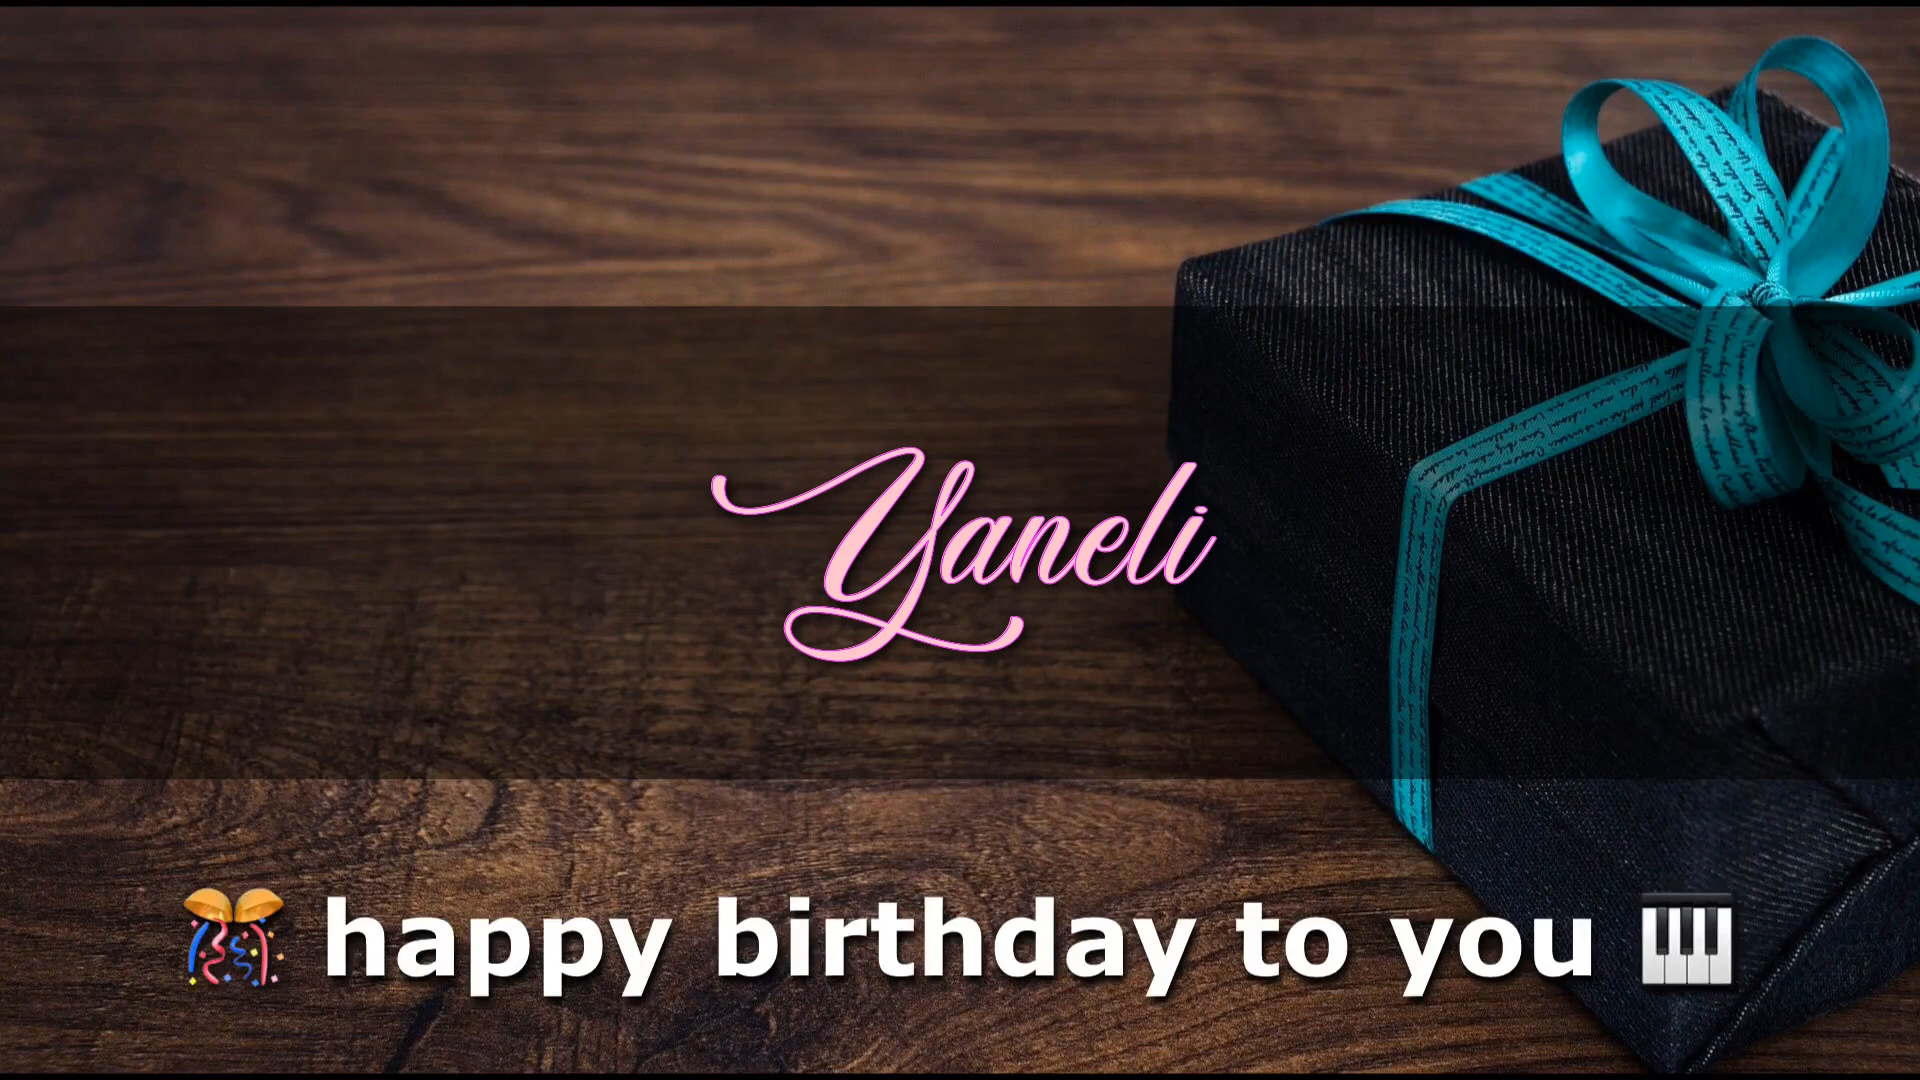 Yaneli
🎊 happy birthday to you 🎹